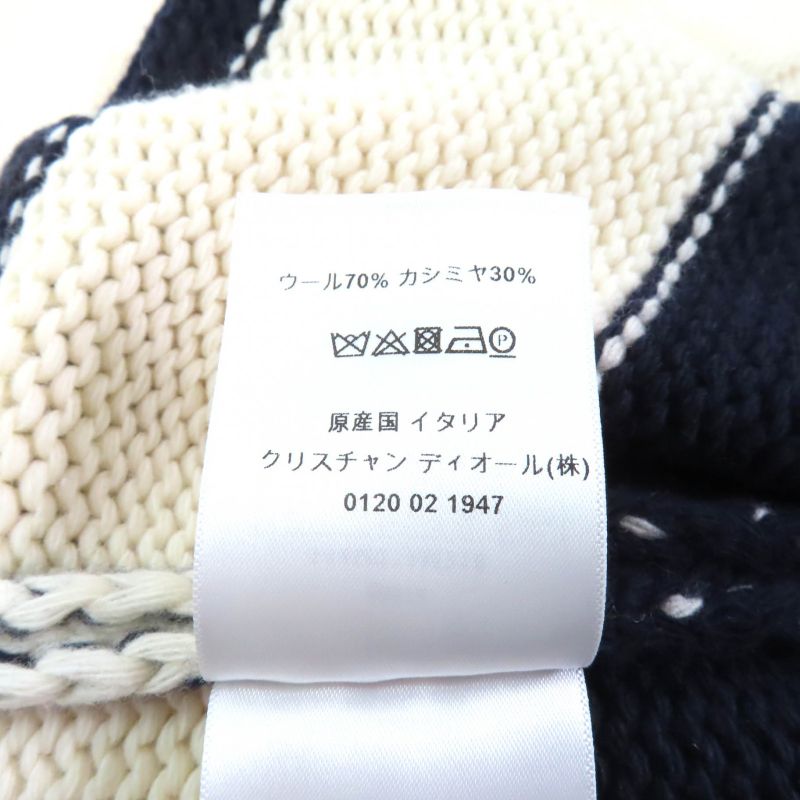 ウール70% カシミヤ30%
P
原産国 イタリア
クリスチャン ディオール(株)
0120 02 1947